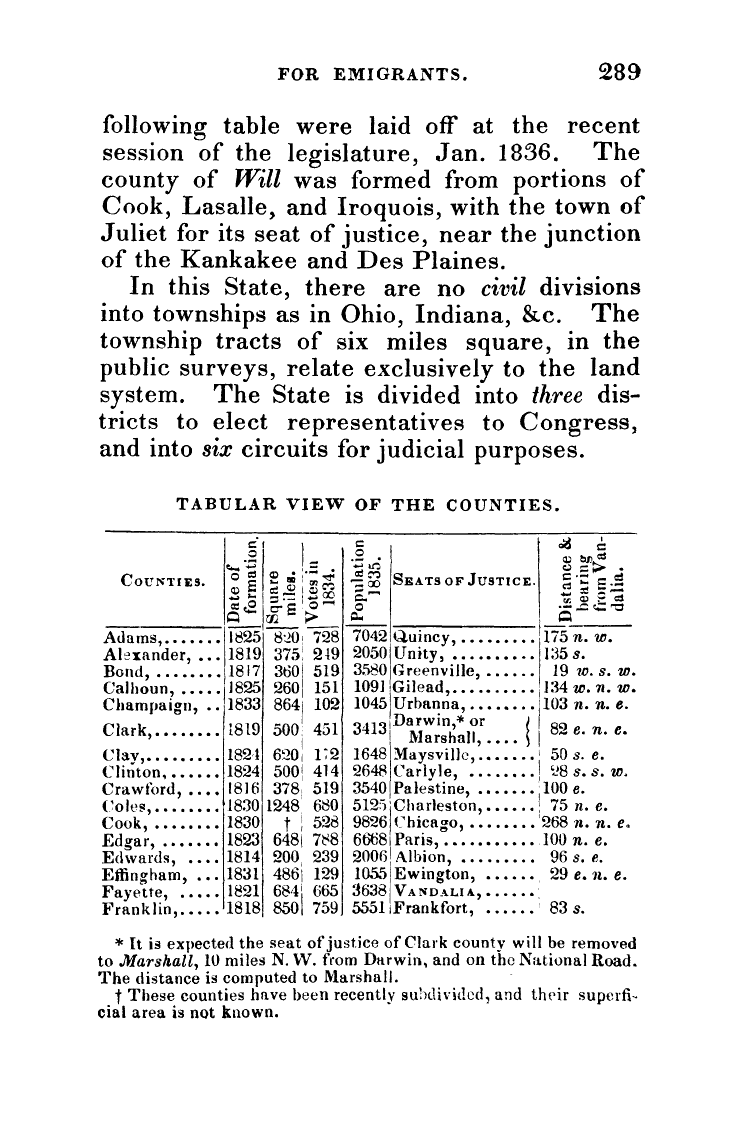 FOR EMIGRANTS. 289
following table were laid off at the recent
session of the legislature, Jan. 1836. The
county of Will was formed from portions of
Cook, Lasalle, and Iroquois, with the town of
Juliet for its seat of justice, near the junction
of the Kankakee and Des Plaines.
In this State, there are no civil divisions
into townships as in Ohio, Indiana, &c. The
township tracts of six miles square, in the
public surveys, relate exclusively to the land
system. The State is divided into three dis-
tricts to elect representatives to Congress,
and into six circuits for judicial purposes.
TABULAR VIEW OF THE COUNTIES.
COUNTIES. Date of formation. Square miles. Votes in 1834. Population 1835. SEATS OF JUSTICE. Distance & bearing from Vandalia.
Adams,....... 1825 820 728 7042 Quincy,......... 175 n. w.
Alexander, ... 1819 375 249 2050 Unity, .......... 135 s.
Bond, ........ 1817 360 519 3580 Greenville, ...... 19 w. s. w.
Calhoun, ..... 1825 260 151 1091 Gilead,.......... 134 w. n. w.
Champaign, .. 1833 864 102 1045 Urbanna,........ 103 n. n. e.
Clark,........ 1819 500 451 3413 Darwin,* or Marshall, .... } 82 e. n. e.
Clay,......... 1824 620 172 1648 Maysville,....... 50 s. e.
Clinton,...... 1824 500 414 2648 Carlyle, ........ 28 s. s. w.
Crawford, .... 1816 378 519 3540 Palestine, ....... 100 e.
Coles,........ 1830 1248 680 5125 Charleston,...... 75 n. e.
Cook, ........ 1830 † 528 9826 Chicago, ........ 268 n. n. e.
Edgar, ....... 1823 648 788 6668 Paris,........... 100 n. e.
Edwards, .... 1814 200 239 2006 Albion, ......... 96 s. e.
Effingham, ... 1831 486 129 1055 Ewington, ...... 29 e. n. e.
Fayette, ..... 1821 684 665 3638 VANDALIA,......
Franklin,..... 1818 850 759 5551 Frankfort, ...... 83 s.
* It is expected the seat of justice of Clark county will be removed
to Marshall, 10 miles N. W. from Darwin, and on the National Road.
The distance is computed to Marshall.
† These counties have been recently subdivided, and their superfi-
cial area is not known.